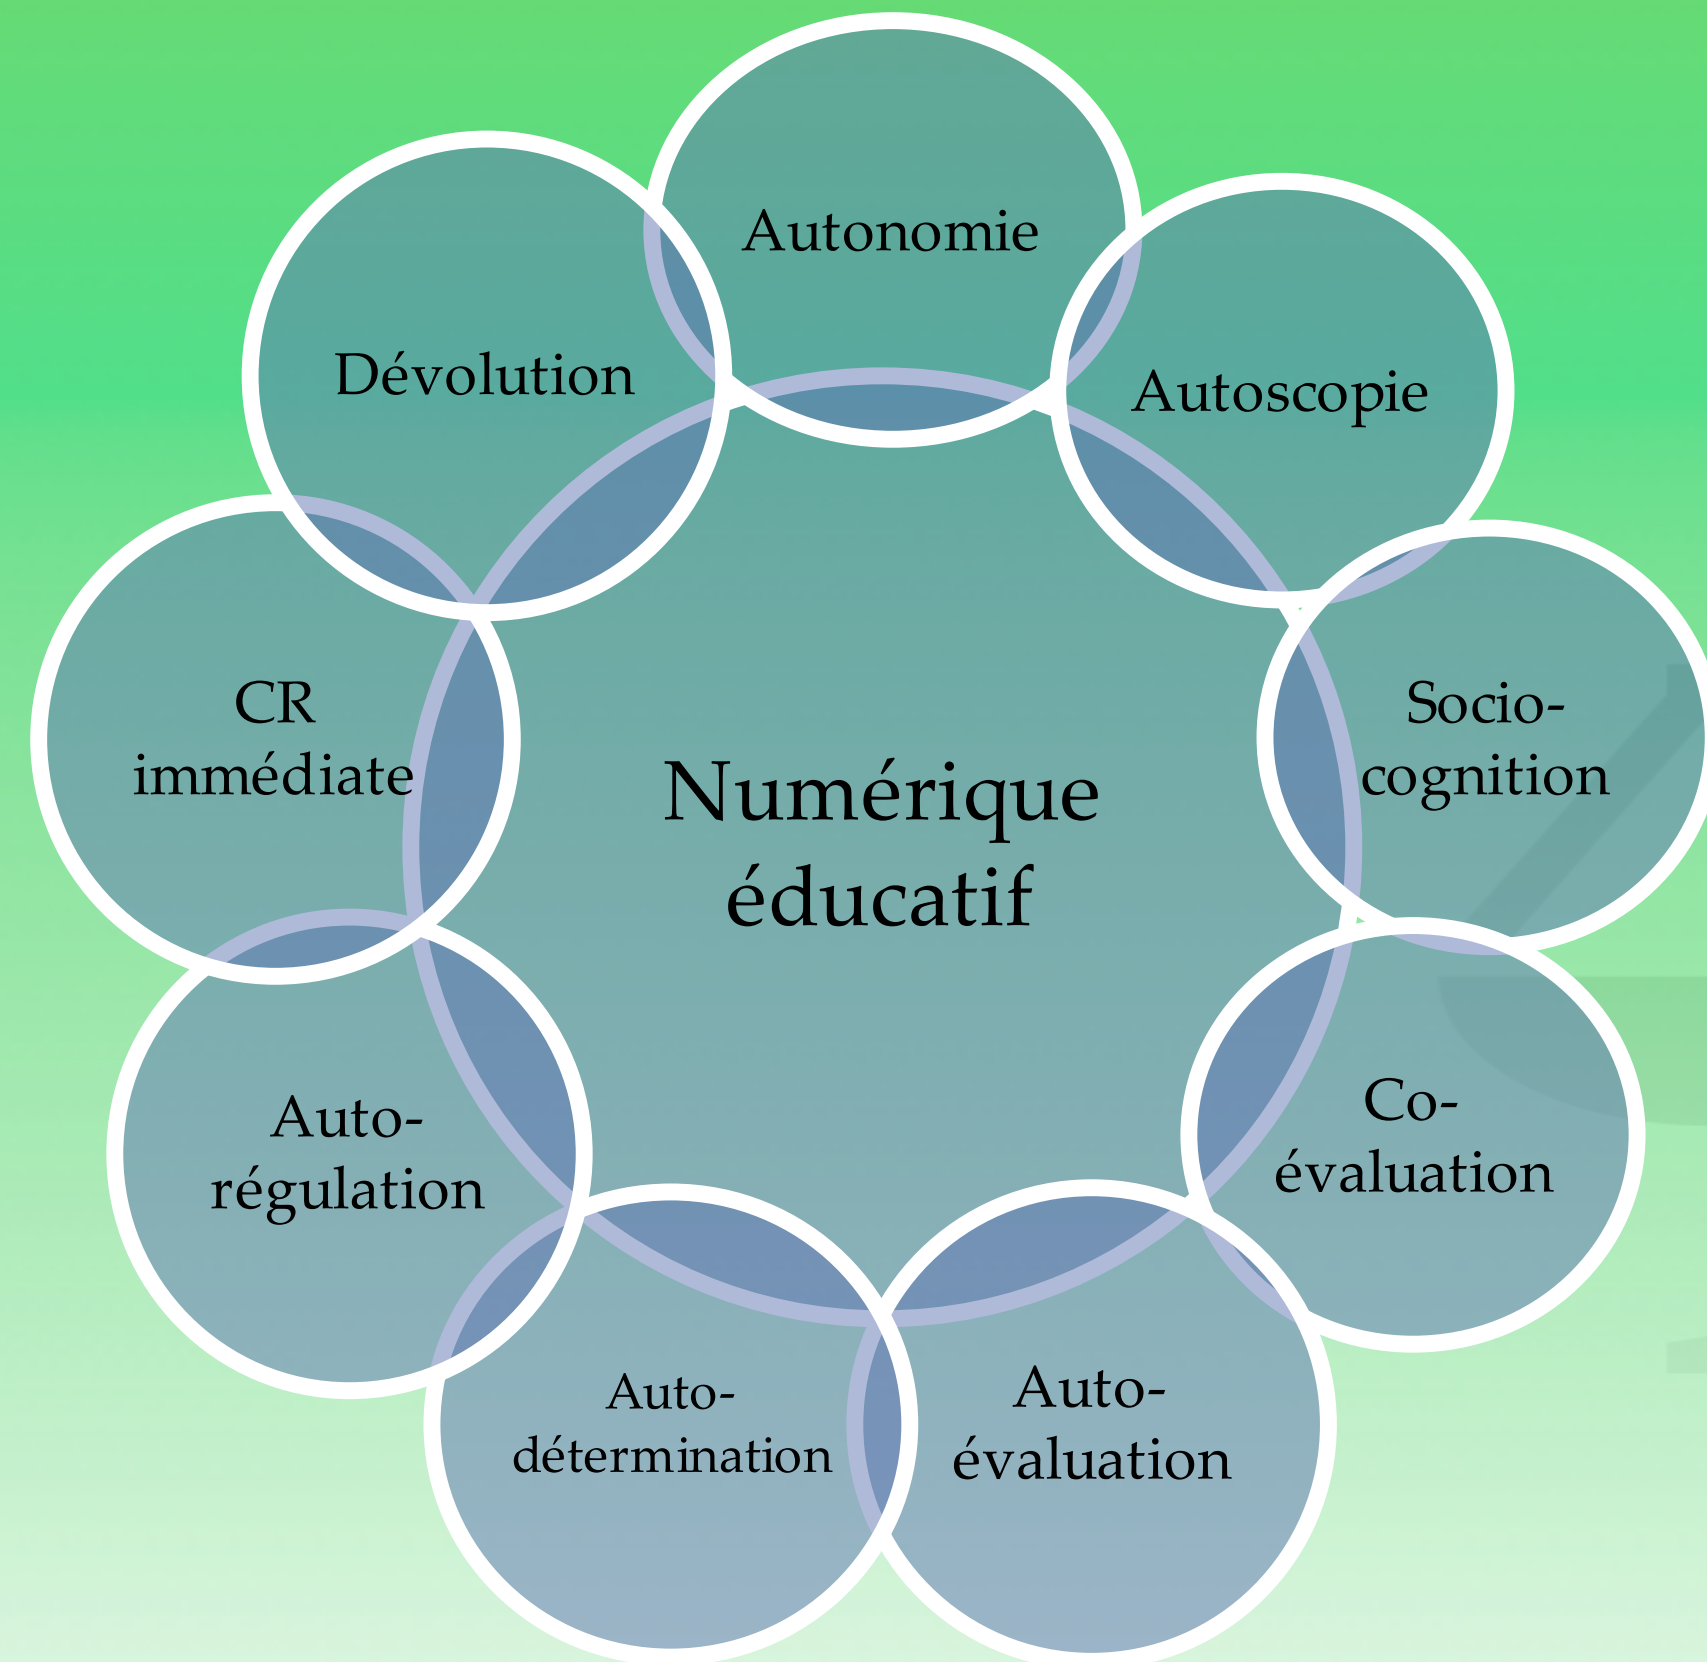 Autonomie
Autoscopie
Socio-
cognition
Co-
évaluation
Auto-
évaluation
Auto-
détermination
Auto-
régulation
CR
immédiate
Dévolution
Numérique
éducatif